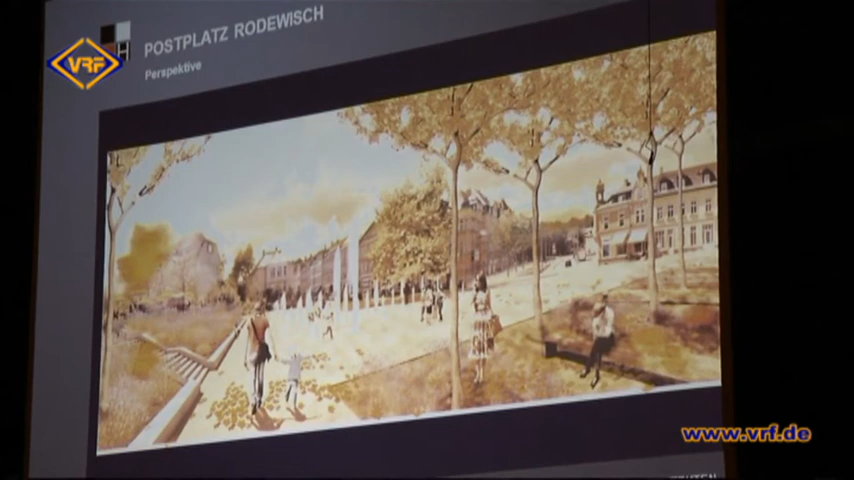 POSTPLATZ RODEWISCH
Perspektive
VRF
H
www.vrf.de